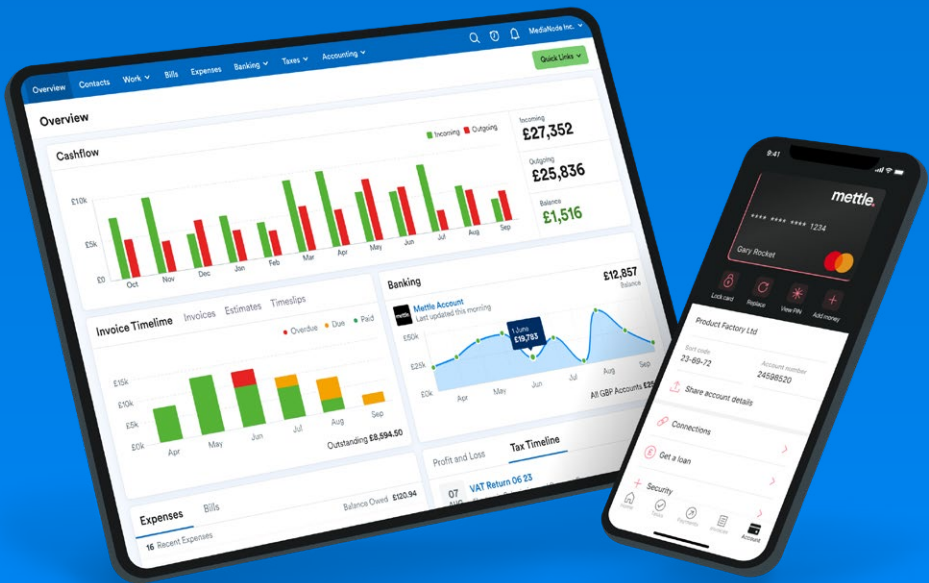 Overview Contacts Work Bills Expenses Banking Taxes Accounting MediaNode Inc.
Overview
Quick Links
Cashflow
Incoming Outgoing
£10k
£5k
£0
Oct Nov Dec Jan Feb Mar Apr May Jun Jul Aug Sep
Incoming
£27,352
Outgoing
£25,836
Balance
£1,516
Invoice Timeline Invoices Estimates Timeslips
Overdue Due Paid
£15k
£10k
£5k
£0k
Apr May Jun Jul Aug Sep
Outstanding £8,594.50
Banking
mettle
Mettle Account
Last updated this morning
£12,857
Balance
£50k
£25k
£0k
1 June
£19,783
Apr May Jun Jul Aug Sep
All GBP Accounts
Expenses Bills
Balance Owed £120.94
16 Recent Expenses
Profit and Loss Tax Timeline
07
VAT Return 06 23
9:41
mettle.
**** **** **** 1234
Gary Rocket
Lock card Replace View PIN Add money
Product Factory Ltd
Sort code
23-69-72
Account number
24598520
Share account details
Connections
Get a loan
Security
Home Tasks Payments Invoices Account